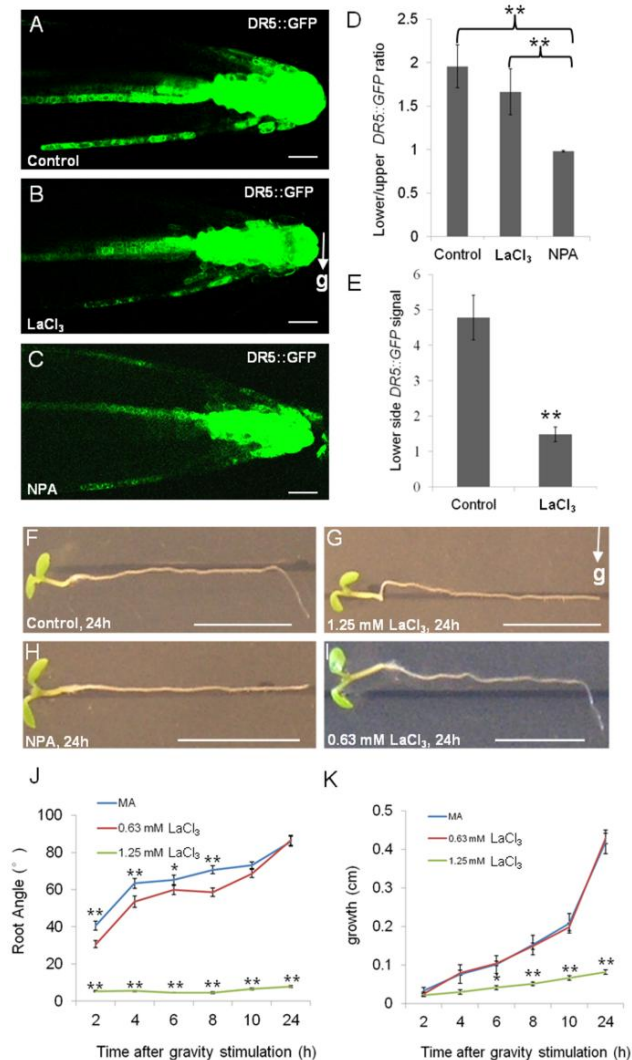 A
DR5::GFP
Control
B
DR5::GFP
g
LaCl3
C
DR5::GFP
NPA
D
**
**
Lower/upper DR5::GFP ratio
2.5
2
1.5
1
0.5
0
Control
LaCl3
NPA
E
Lower side DR5::GFP signal
6
5
4
3
2
1
0
**
Control
LaCl3
F
Control, 24h
G
g
1.25 mM LaCl3, 24h
H
NPA, 24h
I
0.63 mM LaCl3, 24h
J
MA
0.63 mM LaCl3
1.25 mM LaCl3
Root Angle (°)
100
80
60
40
20
0
** ** * **
** ** ** ** ** **
2 4 6 8 10 24
Time after gravity stimulation (h)
K
MA
0.63 mM LaCl3
1.25 mM LaCl3
growth (cm)
0.5
0.4
0.3
0.2
0.1
0
* ** ** **
2 4 6 8 10 24
Time after gravity stimulation (h)